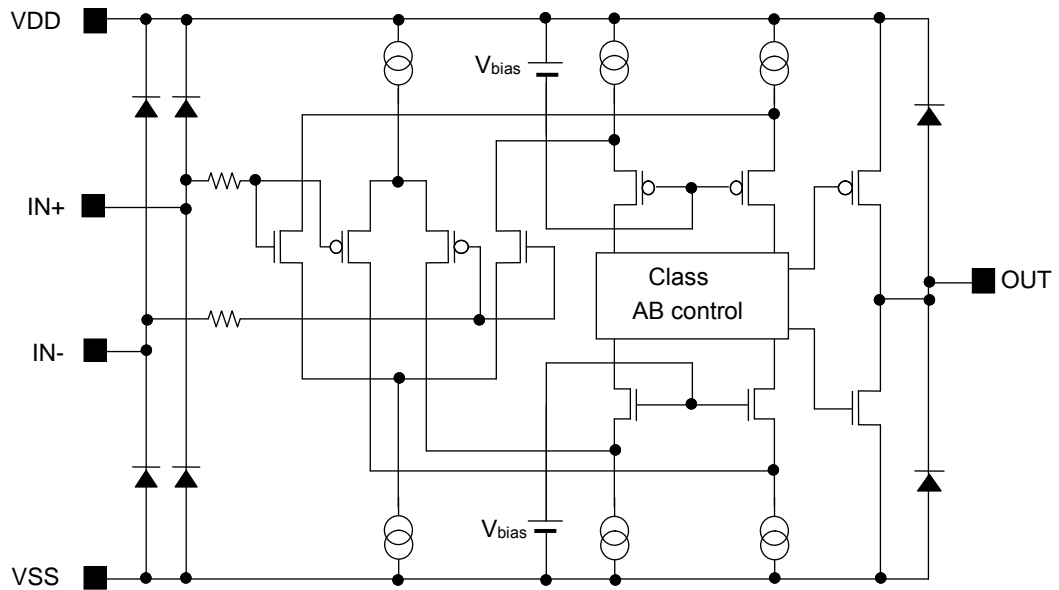 VDD
Vbias
IN+
Class
AB control
OUT
IN-
Vbias
VSS